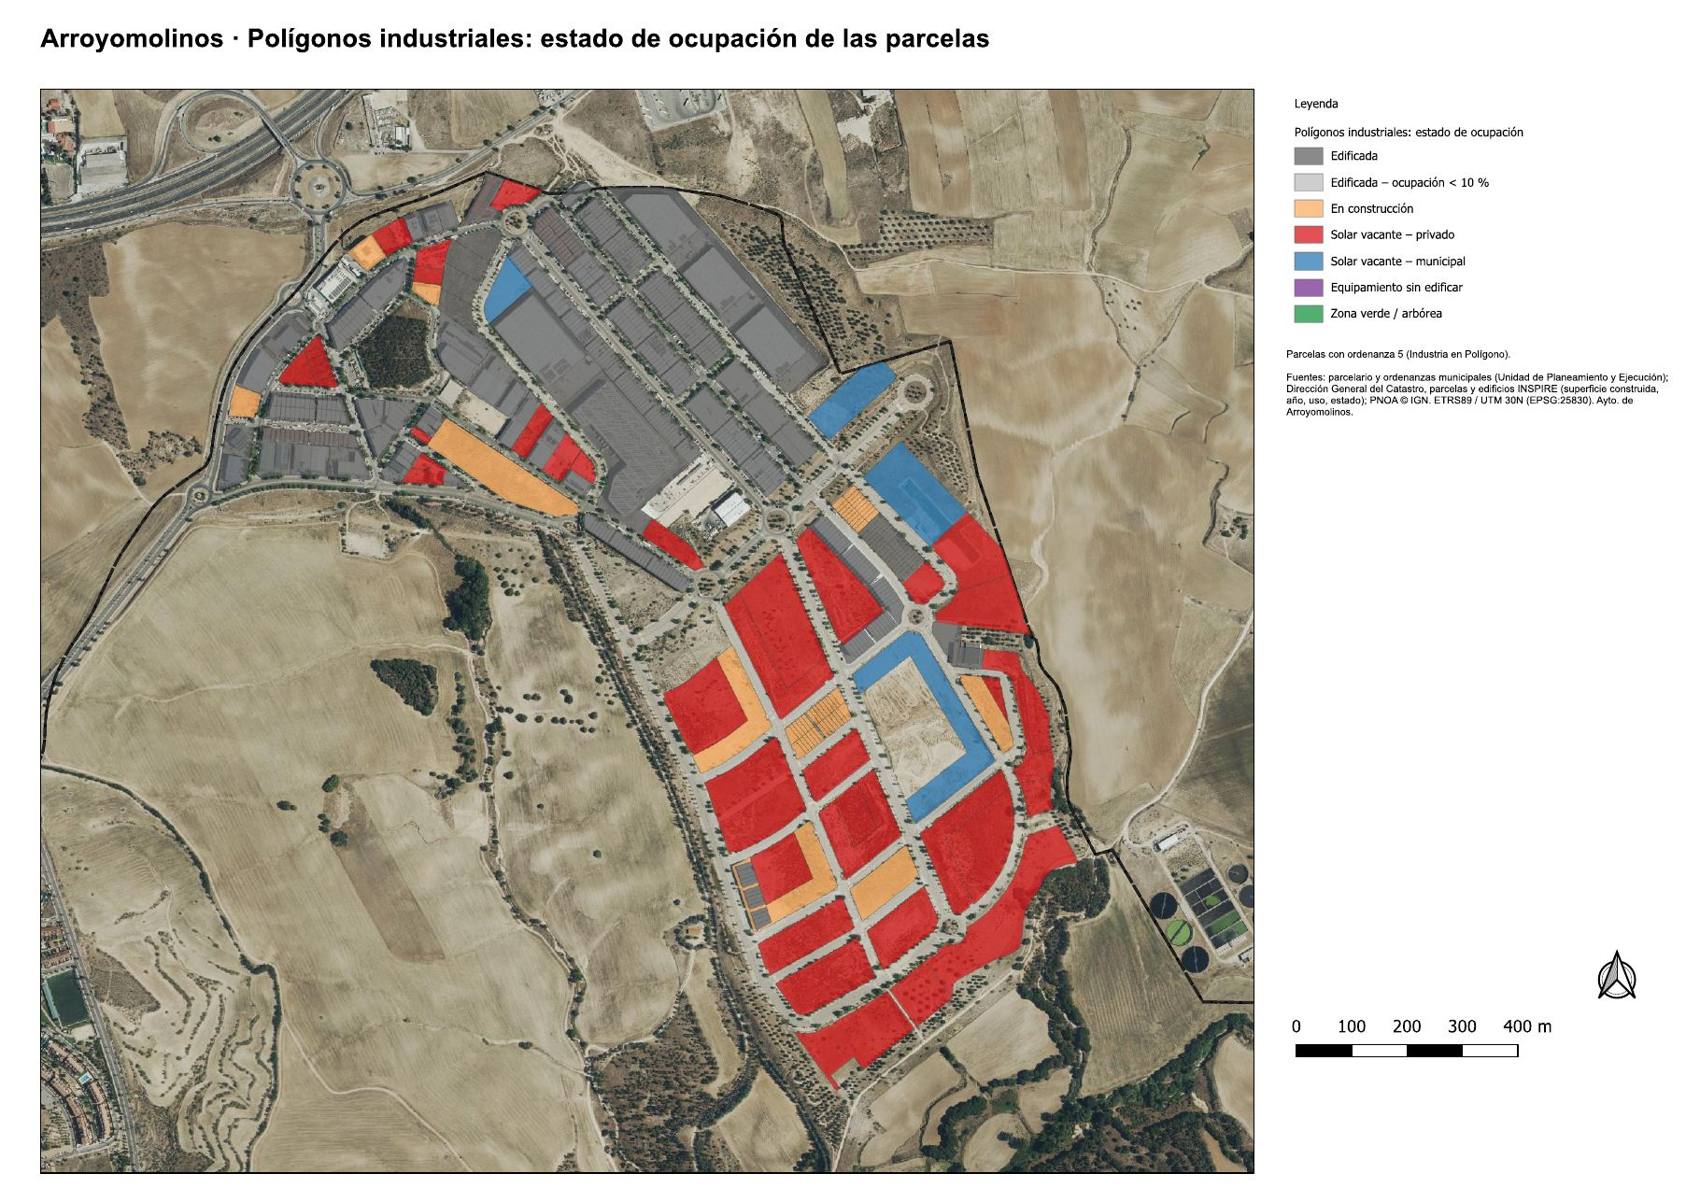 Arroyomolinos · Polígonos industriales: estado de ocupación de las parcelas
Leyenda
Polígonos industriales: estado de ocupación
Edificada
Edificada – ocupación < 10 %
En construcción
Solar vacante – privado
Solar vacante – municipal
Equipamiento sin edificar
Zona verde / arbórea
Parcelas con ordenanza 5 (Industria en Polígono).
Fuentes: parcelario y ordenanzas municipales (Unidad de Planeamiento y Ejecución);
Dirección General del Catastro, parcelas y edificios INSPIRE (superficie construida,
año, uso, estado); PNOA © IGN. ETRS89 / UTM 30N (EPSG:25830). Ayto. de
Arroyomolinos.
0 100 200 300 400 m